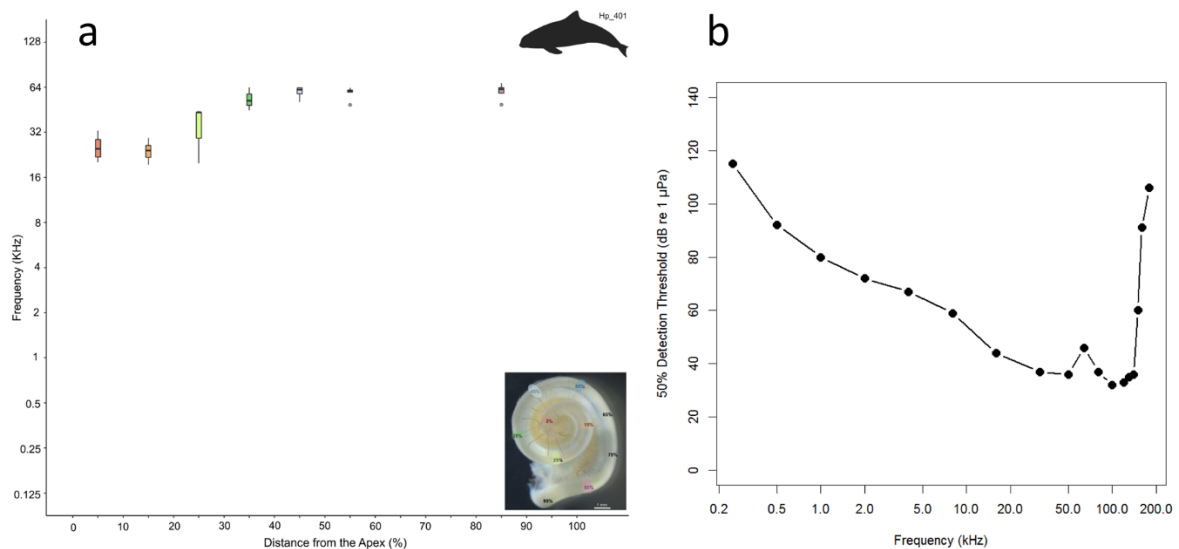 a
Hp_401
128
64
32
16
8
4
2
1
0.5
0.25
0.125
Frequency (KHz)
0 10 20 30 40 50 60 70 80 90 100
Distance from the Apex (%)
5%
15%
25%
b
140
120
100
80
60
40
20
0
50% Detection Threshold (dB re 1 µPa)
0.2 0.5 1.0 2.0 5.0 10.0 20.0 50.0 100.0 200.0
Frequency (kHz)